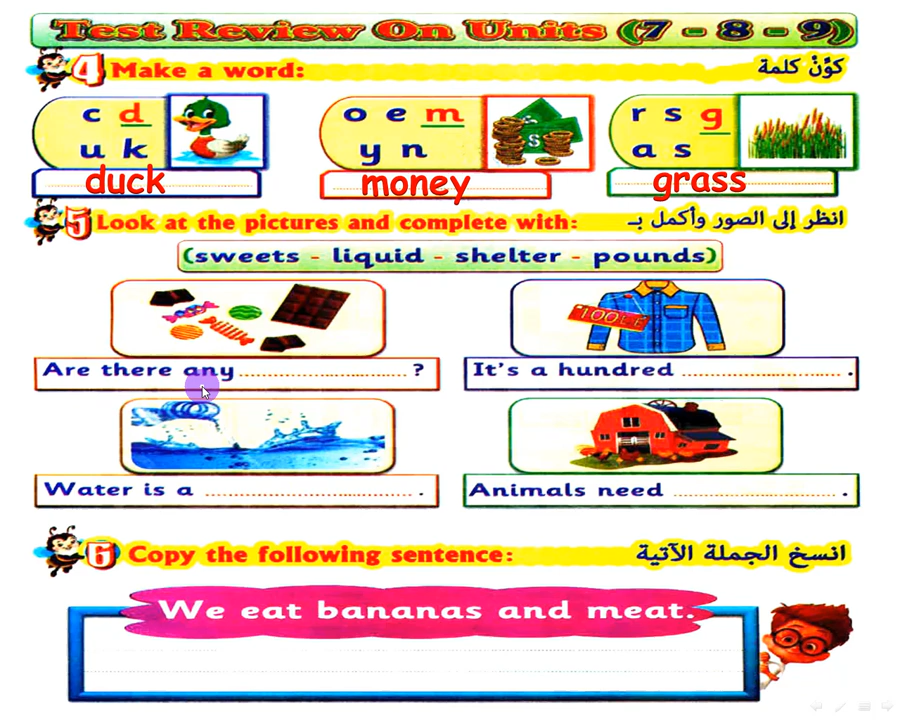 Test Review On Units (7 - 8 - 9)
4 Make a word: كوِّنْ كلمة
c d o e m r s g
u k y n a s
duck money grass
5 Look at the pictures and complete with: انظر إلى الصور وأكمل بـ
(sweets - liquid - shelter - pounds)
100L.E
Are there any ........................................ ? It's a hundred ........................................ .
Water is a ........................................ . Animals need ........................................ .
6 Copy the following sentence: انسخ الجملة الآتية
We eat bananas and meat.